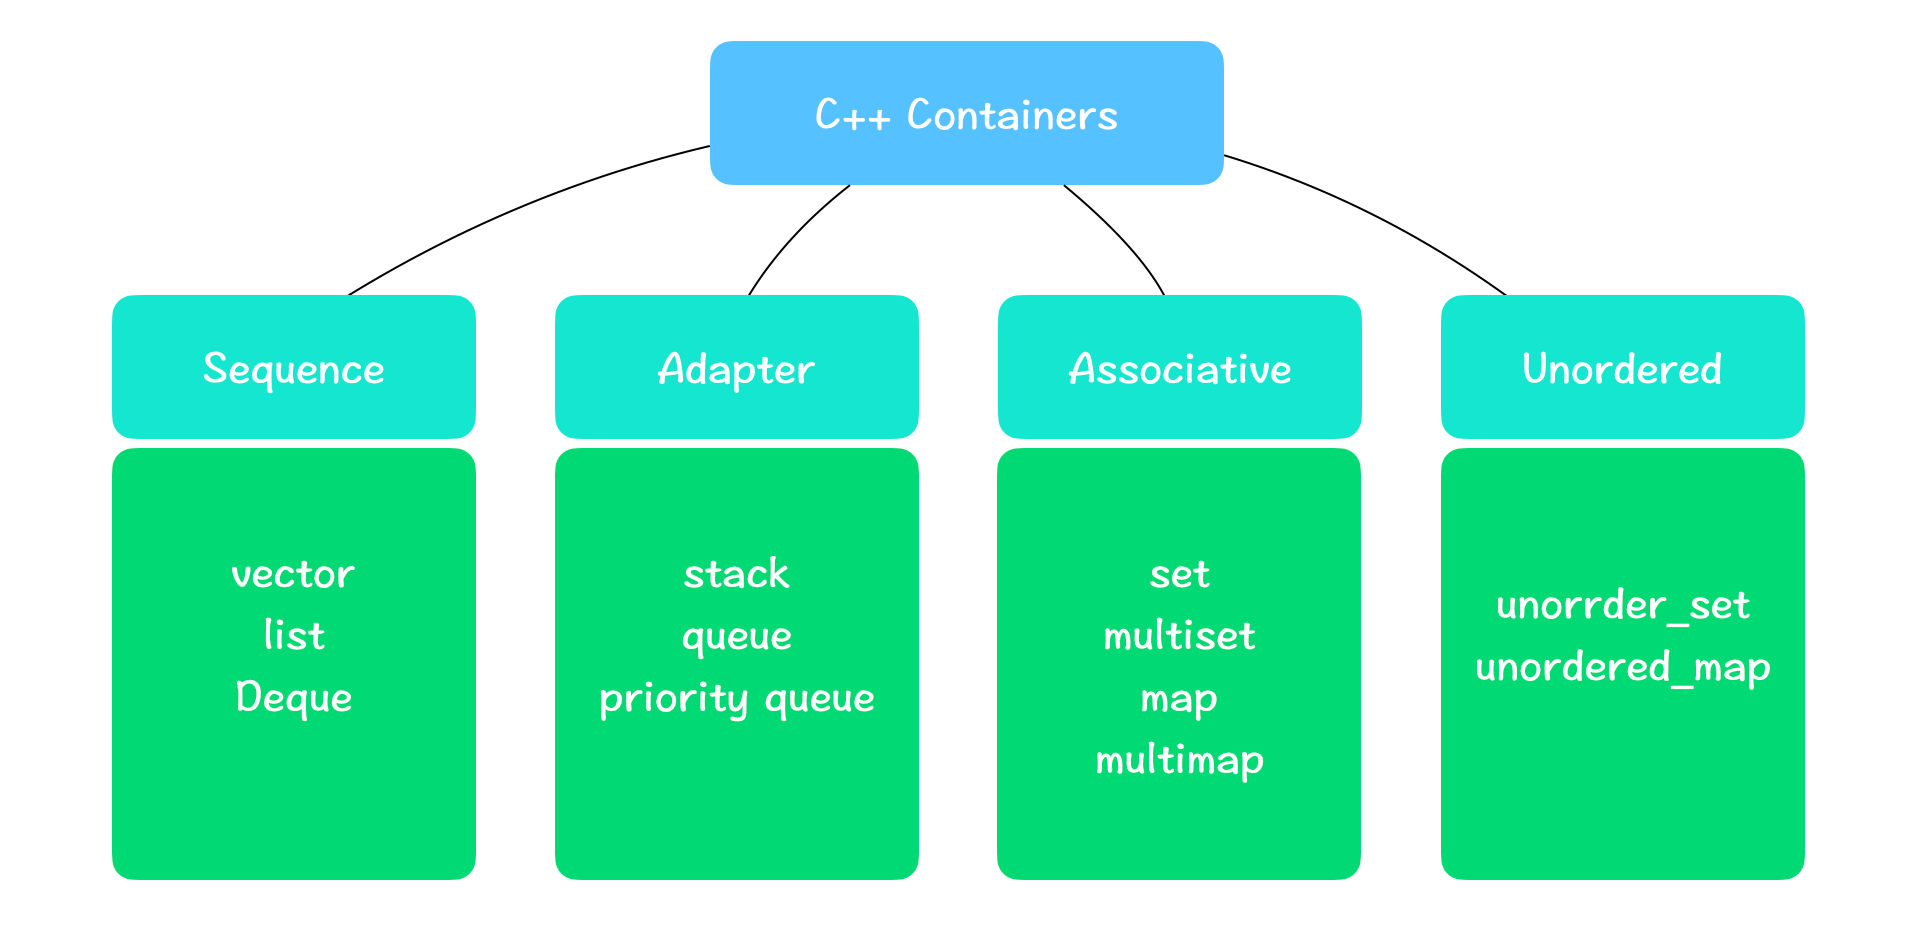 C++ Containers
Sequence
vector
list
Deque
Adapter
stack
queue
priority queue
Associative
set
multiset
map
multimap
Unordered
unorrder_set
unordered_map